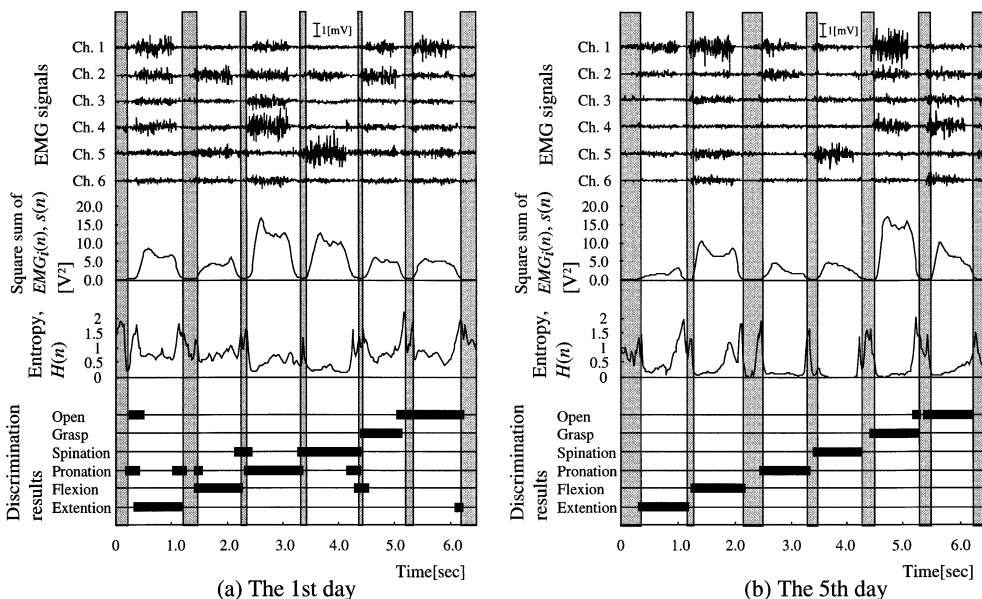 1[mV]
EMG signals
Ch. 1
Ch. 2
Ch. 3
Ch. 4
Ch. 5
Ch. 6
Square sum of
EMGi(n), s(n)
[V²]
20.0
15.0
10.0
5.0
0.0
Entropy,
H(n)
2
1.5
1
0.5
0
Discrimination
results
Open
Grasp
Spination
Pronation
Flexion
Extention
0 1.0 2.0 3.0 4.0 5.0 6.0
Time[sec]
(a) The 1st day
1[mV]
EMG signals
Ch. 1
Ch. 2
Ch. 3
Ch. 4
Ch. 5
Ch. 6
Square sum of
EMGi(n), s(n)
[V²]
20.0
15.0
10.0
5.0
0.0
Entropy,
H(n)
2
1.5
1
0.5
0
Discrimination
results
Open
Grasp
Spination
Pronation
Flexion
Extention
0 1.0 2.0 3.0 4.0 5.0 6.0
Time[sec]
(b) The 5th day